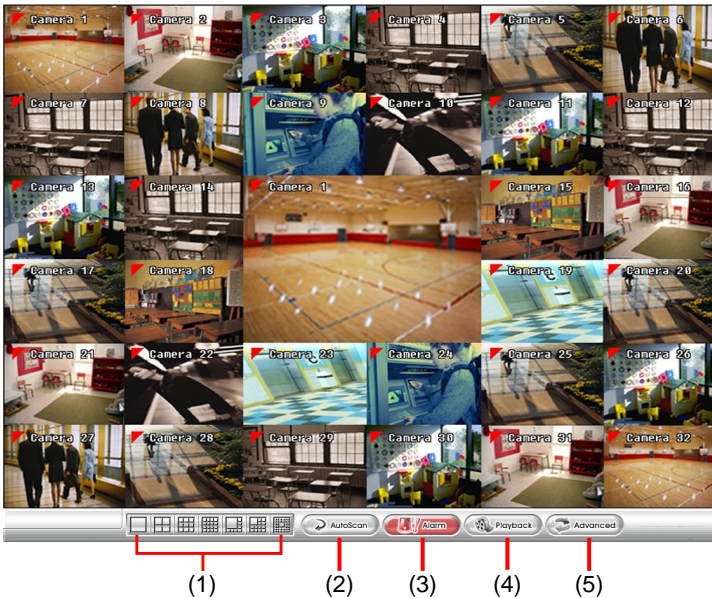 Camera 1 Camera 2 Camera 3 Camera 4 Camera 5 Camera 6
Camera 7 Camera 8 Camera 9 Camera 10 Camera 11 Camera 12
Camera 13 Camera 14 Camera 1 Camera 15 Camera 16
Camera 17 Camera 18 Camera 19 Camera 20
Camera 21 Camera 22 Camera 23 Camera 24 Camera 25 Camera 26
Camera 27 Camera 28 Camera 29 Camera 30 Camera 31 Camera 32
AutoScan Alarm Playback Advanced
(1) (2) (3) (4) (5)